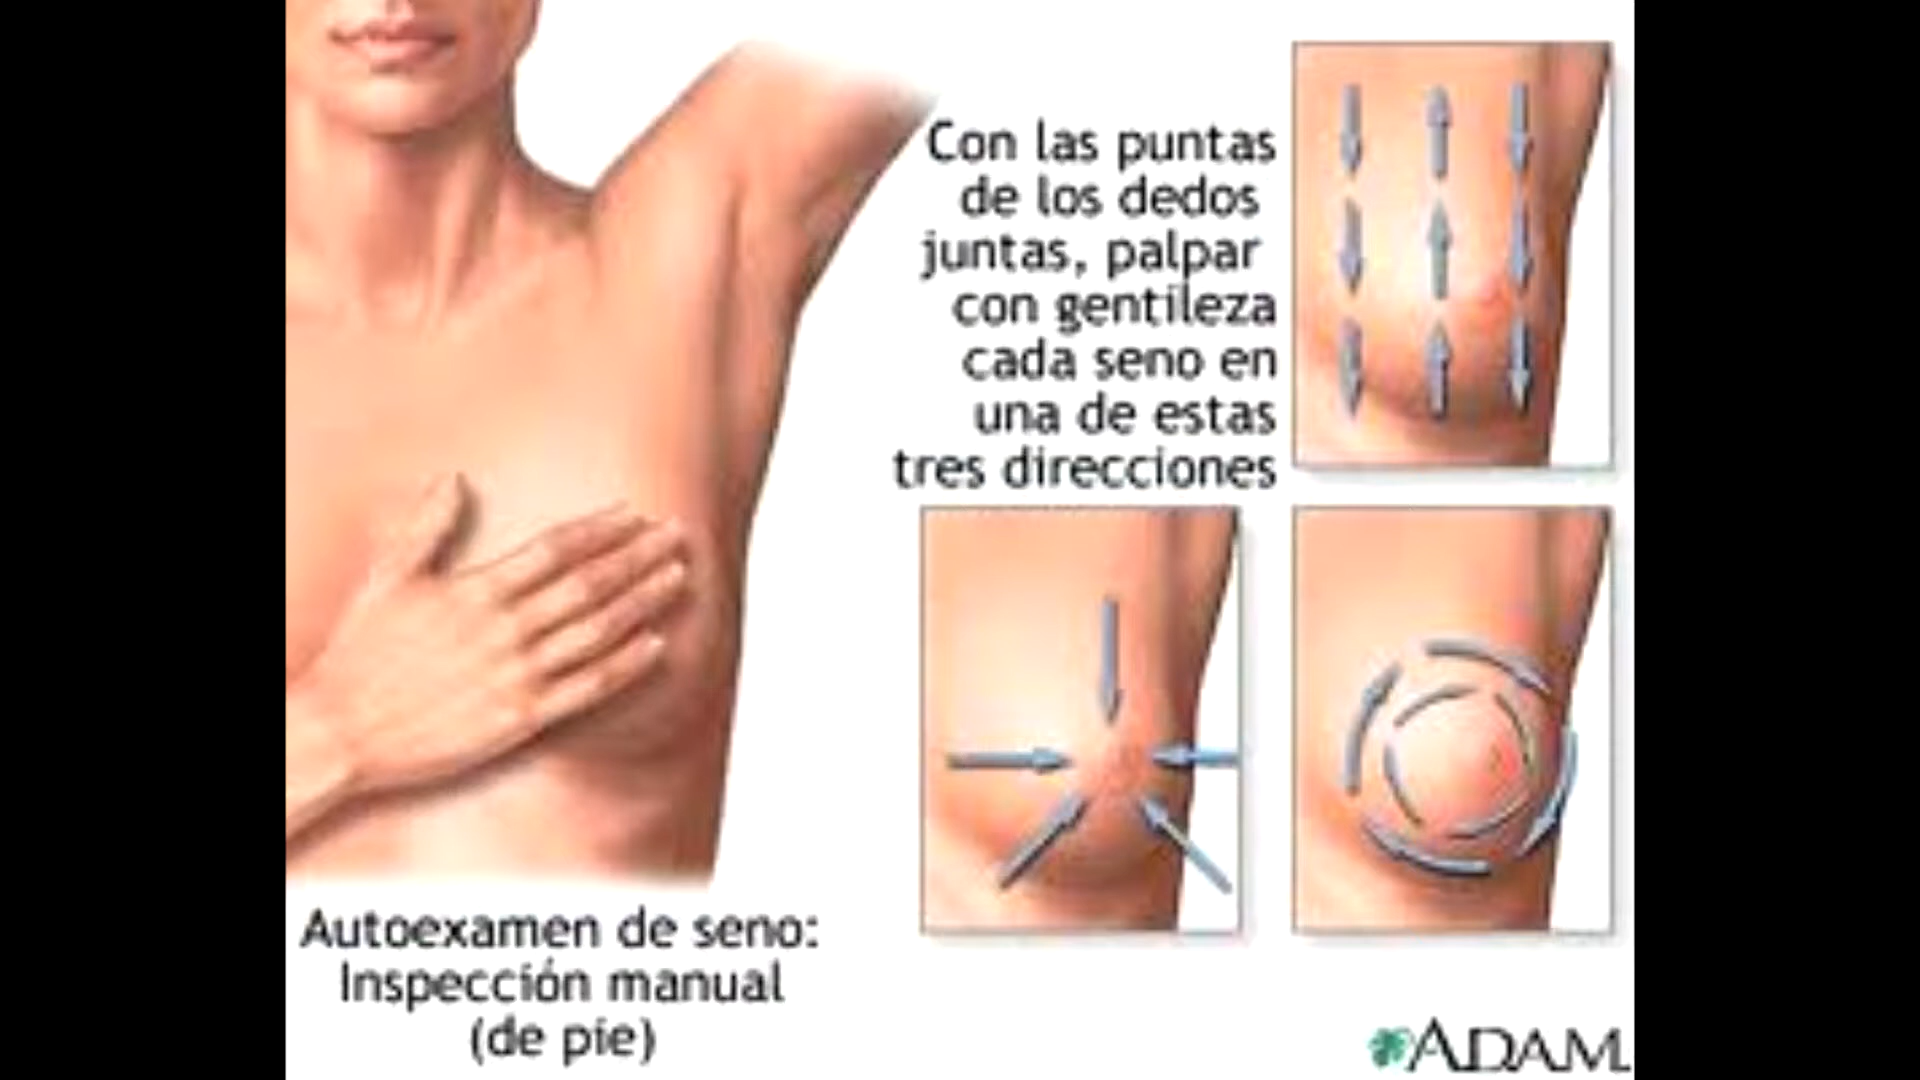 Con las puntas
de los dedos
juntas, palpar
con gentileza
cada seno en
una de estas
tres direcciones
Autoexamen de seno:
Inspección manual
(de pie)
ADAM